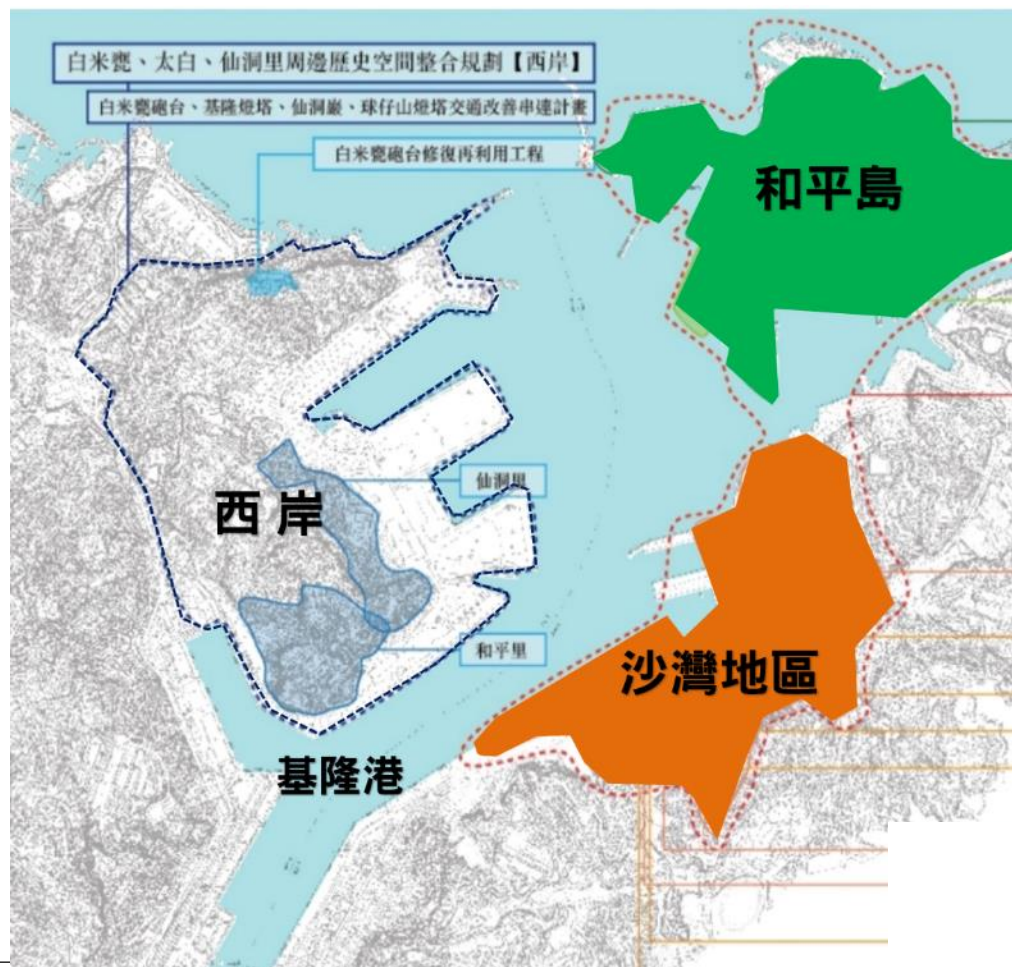 白米甕、太白、仙洞里周邊歷史空間整合規劃【西岸】
白米甕砲台、基隆燈塔、仙洞巖、球仔山燈塔交通改善串連計畫
白米甕砲台修復再利用工程
和平島
仙洞里
西岸
和平里
沙灣地區
基隆港